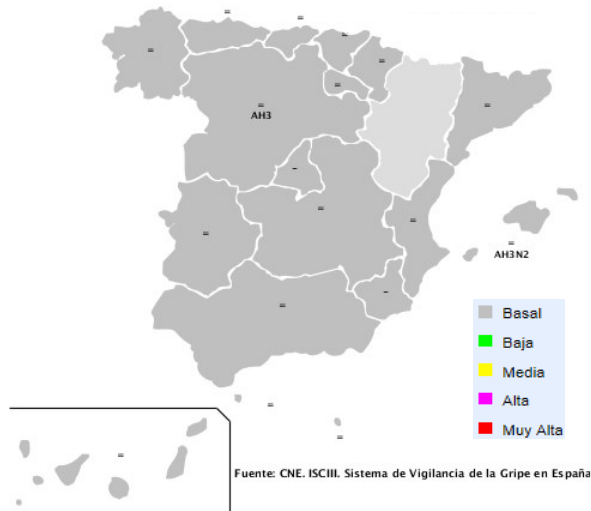 =
=
=
=
=
=
AH3
=
=
-
=
=
=
=
AH3N2
-
=
Basal
Baja
Media
Alta
Muy Alta
=
=
=
Fuente: CNE. ISCIII. Sistema de Vigilancia de la Gripe en España